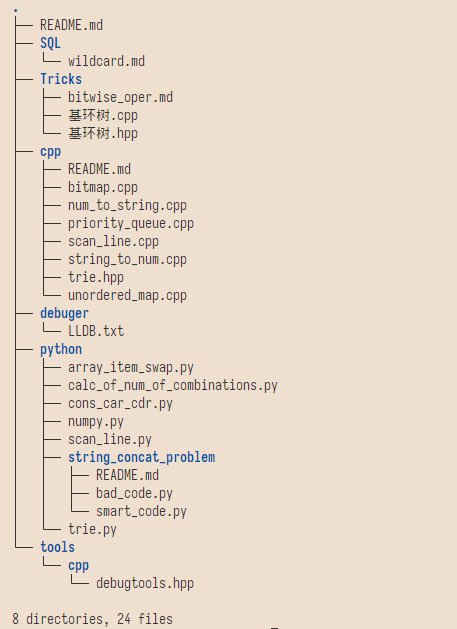 .
├── README.md
├── SQL
│   └── wildcard.md
├── Tricks
│   ├── bitwise_oper.md
│   ├── 基环树.cpp
│   └── 基环树.hpp
├── cpp
│   ├── README.md
│   ├── bitmap.cpp
│   ├── num_to_string.cpp
│   ├── priority_queue.cpp
│   ├── scan_line.cpp
│   ├── string_to_num.cpp
│   ├── trie.hpp
│   └── unordered_map.cpp
├── debuger
│   └── LLDB.txt
├── python
│   ├── array_item_swap.py
│   ├── calc_of_num_of_combinations.py
│   ├── cons_car_cdr.py
│   ├── numpy.py
│   ├── scan_line.py
│   ├── string_concat_problem
│   │   ├── README.md
│   │   ├── bad_code.py
│   │   └── smart_code.py
│   └── trie.py
└── tools
    └── cpp
        └── debugtools.hpp

8 directories, 24 files